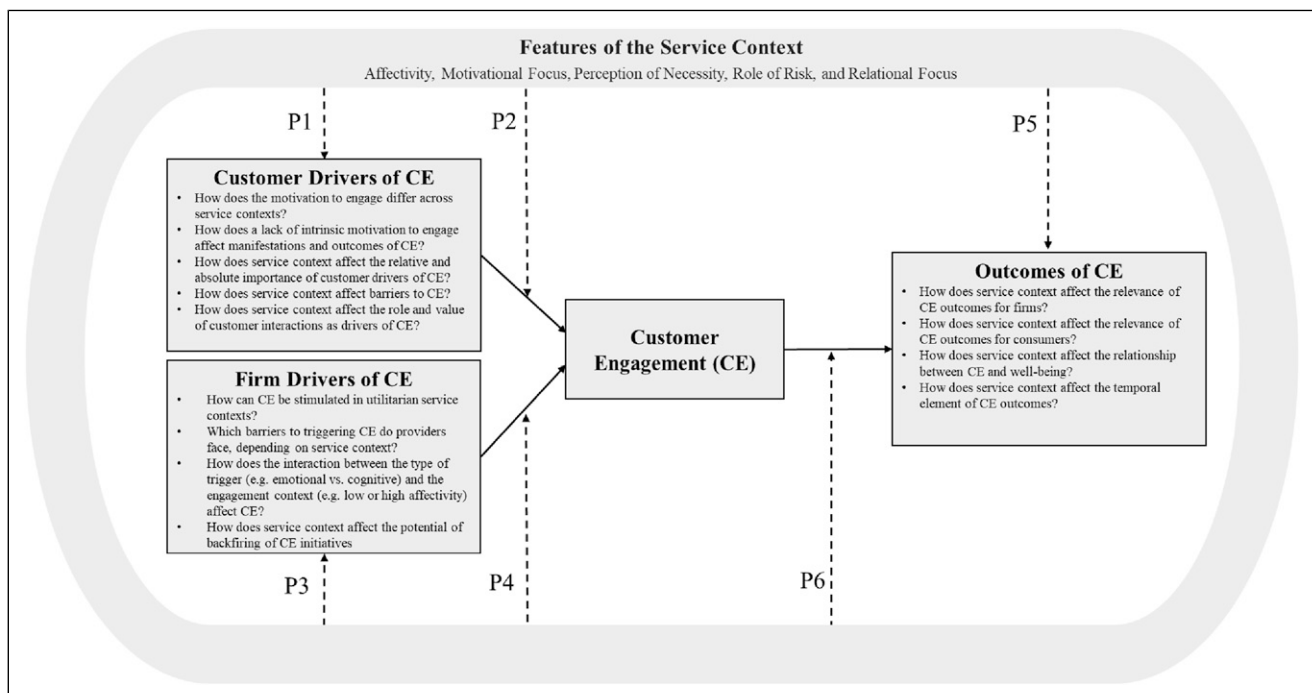 Features of the Service Context
Affectivity, Motivational Focus, Perception of Necessity, Role of Risk, and Relational Focus
P1
P2
P5
Customer Drivers of CE
• How does the motivation to engage differ across
service contexts?
• How does a lack of intrinsic motivation to engage
affect manifestations and outcomes of CE?
• How does service context affect the relative and
absolute importance of customer drivers of CE?
• How does service context affect barriers to CE?
• How does service context affect the role and value
of customer interactions as drivers of CE?
Firm Drivers of CE
• How can CE be stimulated in utilitarian service
contexts?
• Which barriers to triggering CE do providers
face, depending on service context?
• How does the interaction between the type of
trigger (e.g. emotional vs. cognitive) and the
engagement context (e.g. low or high affectivity)
affect CE?
• How does service context affect the potential of
backfiring of CE initiatives
Customer
Engagement (CE)
Outcomes of CE
• How does service context affect the relevance of
CE outcomes for firms?
• How does service context affect the relevance of
CE outcomes for consumers?
• How does service context affect the relationship
between CE and well-being?
• How does service context affect the temporal
element of CE outcomes?
P3
P4
P6